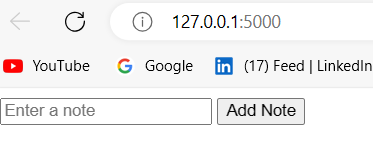 127.0.0.1:5000
YouTube Google (17) Feed | LinkedIn
Enter a note Add Note